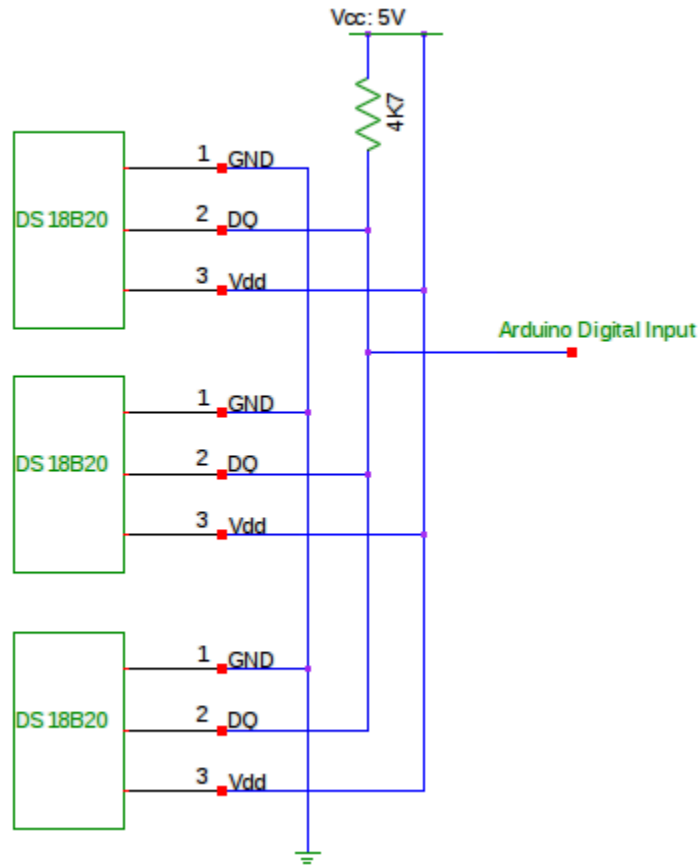 Vcc: 5V
4K7
1 GND
DS18B20
2 DQ
3 Vdd
Arduino Digital Input
1 GND
DS18B20
2 DQ
3 Vdd
1 GND
DS18B20
2 DQ
3 Vdd